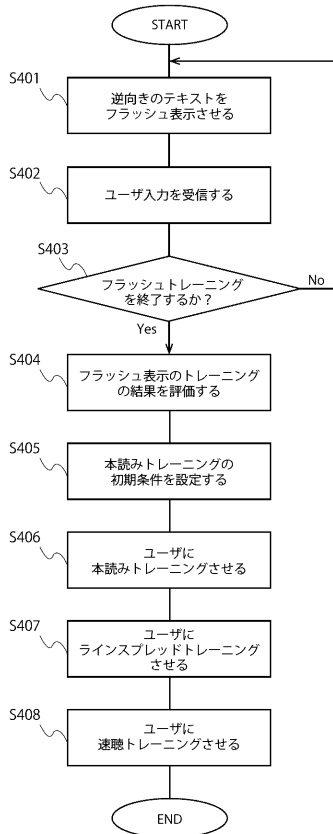 START
S401
逆向きのテキストを
フラッシュ表示させる
S402
ユーザ入力を受信する
S403
フラッシュトレーニング
を終了するか？
No
Yes
S404
フラッシュ表示のトレーニング
の結果を評価する
S405
本読みトレーニングの
初期条件を設定する
S406
ユーザに
本読みトレーニングさせる
S407
ユーザに
ラインスプレッドトレーニング
させる
S408
ユーザに
速聴トレーニングさせる
END